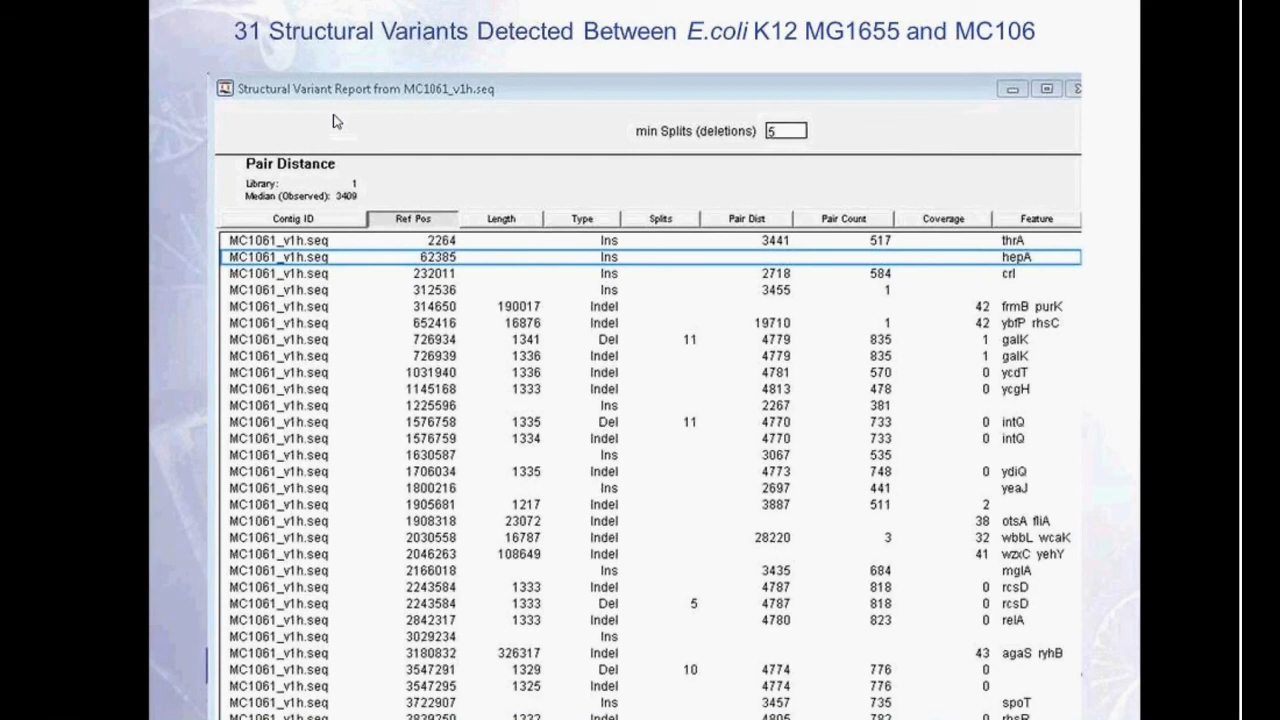 31 Structural Variants Detected Between E.coli K12 MG1655 and MC106
Structural Variant Report from MC1061_v1h.seq
min Splits (deletions) 5
Pair Distance
Library: 1
Median (Observed): 3409
Contig ID Ref Pos Length Type Splits Pair Dist Pair Count Coverage Feature
MC1061_v1h.seq 2264 Ins 3441 517 thrA
MC1061_v1h.seq 62385 Ins hepA
MC1061_v1h.seq 232011 Ins 2718 584 crl
MC1061_v1h.seq 312536 Ins 3455 1
MC1061_v1h.seq 314650 190017 Indel 42 frmB purK
MC1061_v1h.seq 652416 16876 Indel 19710 1 42 ybfP rhsC
MC1061_v1h.seq 726934 1341 Del 11 4779 835 1 galK
MC1061_v1h.seq 726939 1336 Indel 4779 835 1 galK
MC1061_v1h.seq 1031940 1336 Indel 4781 570 0 ycdT
MC1061_v1h.seq 1145168 1333 Indel 4813 478 0 ycgH
MC1061_v1h.seq 1225596 Ins 2267 381
MC1061_v1h.seq 1576758 1335 Del 11 4770 733 0 intQ
MC1061_v1h.seq 1576759 1334 Indel 4770 733 0 intQ
MC1061_v1h.seq 1630587 Ins 3067 535
MC1061_v1h.seq 1706034 1335 Indel 4773 748 0 ydiQ
MC1061_v1h.seq 1800216 Ins 2697 441 yeaJ
MC1061_v1h.seq 1905681 1217 Indel 3887 511 2
MC1061_v1h.seq 1908318 23072 Indel 38 otsA fliA
MC1061_v1h.seq 2030558 16787 Indel 28220 3 32 wbbL wcaK
MC1061_v1h.seq 2046263 108649 Indel 41 wzxC yehY
MC1061_v1h.seq 2166018 Ins 3435 684 mglA
MC1061_v1h.seq 2243584 1333 Indel 4787 818 0 rcsD
MC1061_v1h.seq 2243584 1333 Del 5 4787 818 0 rcsD
MC1061_v1h.seq 2842317 1333 Indel 4780 823 0 relA
MC1061_v1h.seq 3029234 Ins
MC1061_v1h.seq 3180832 326317 Indel 43 agaS ryhB
MC1061_v1h.seq 3547291 1329 Del 10 4774 776 0
MC1061_v1h.seq 3547295 1325 Indel 4774 776 0
MC1061_v1h.seq 3722907 Ins 3457 735 spoT
MC1061_v1h.seq Indel 0